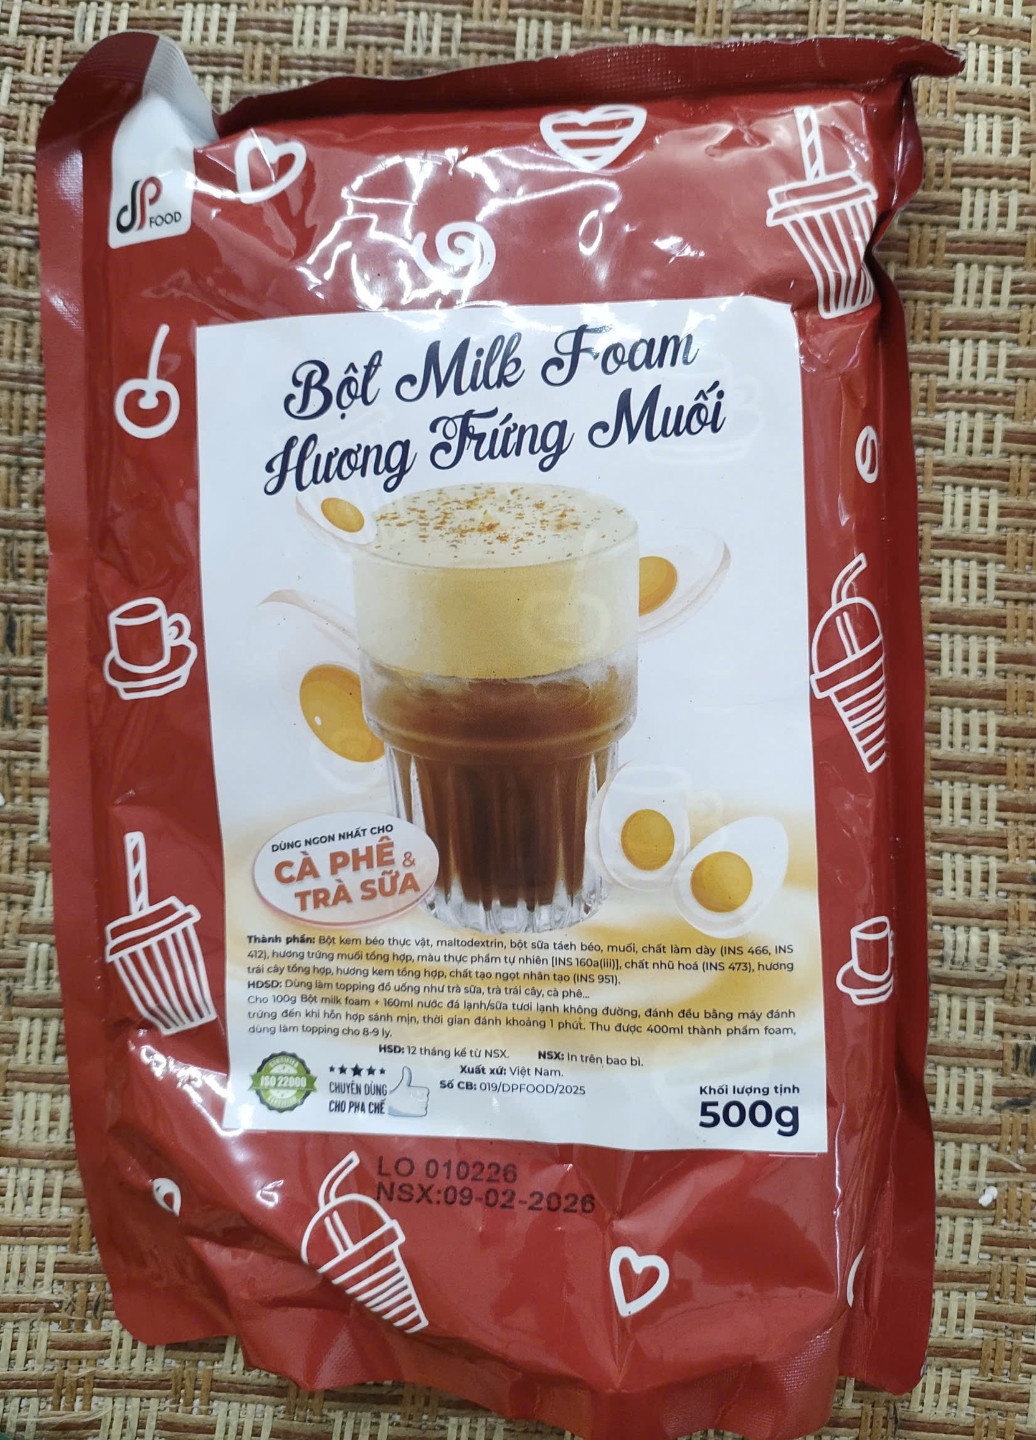 dp FOOD
Bột Milk Foam
Hương Trứng Muối
DÙNG NGON NHẤT CHO
CÀ PHÊ &
TRÀ SỮA
Thành phần: Bột kem béo thực vật, maltodextrin, bột sữa tách béo, muối, chất làm dày (INS 466, INS
412), hương trứng muối tổng hợp, màu thực phẩm tự nhiên [INS 160a(iii)], chất nhũ hoá (INS 473), hương
trái cây tổng hợp, hương kem tổng hợp, chất tạo ngọt nhân tạo (INS 951),
HDSD: Dùng làm topping đồ uống như trà sữa, trà trái cây, cà phê...
Cho 100g Bột milk foam + 160ml nước đá lạnh/sữa tươi lạnh không đường, đánh đều bằng máy đánh
trứng đến khi hỗn hợp sánh mịn, thời gian đánh khoảng 1 phút. Thu được 400ml thành phẩm foam,
dùng làm topping cho 8-9 ly.
HSD: 12 tháng kể từ NSX. NSX: In trên bao bì.
Xuất xứ: Việt Nam.
Số CB: 019/DPFOOD/2025
ISO 22000
CHUYÊN DÙNG
CHO PHA CHẾ
Khối lượng tịnh
500g
LO 010226
NSX:09-02-2026